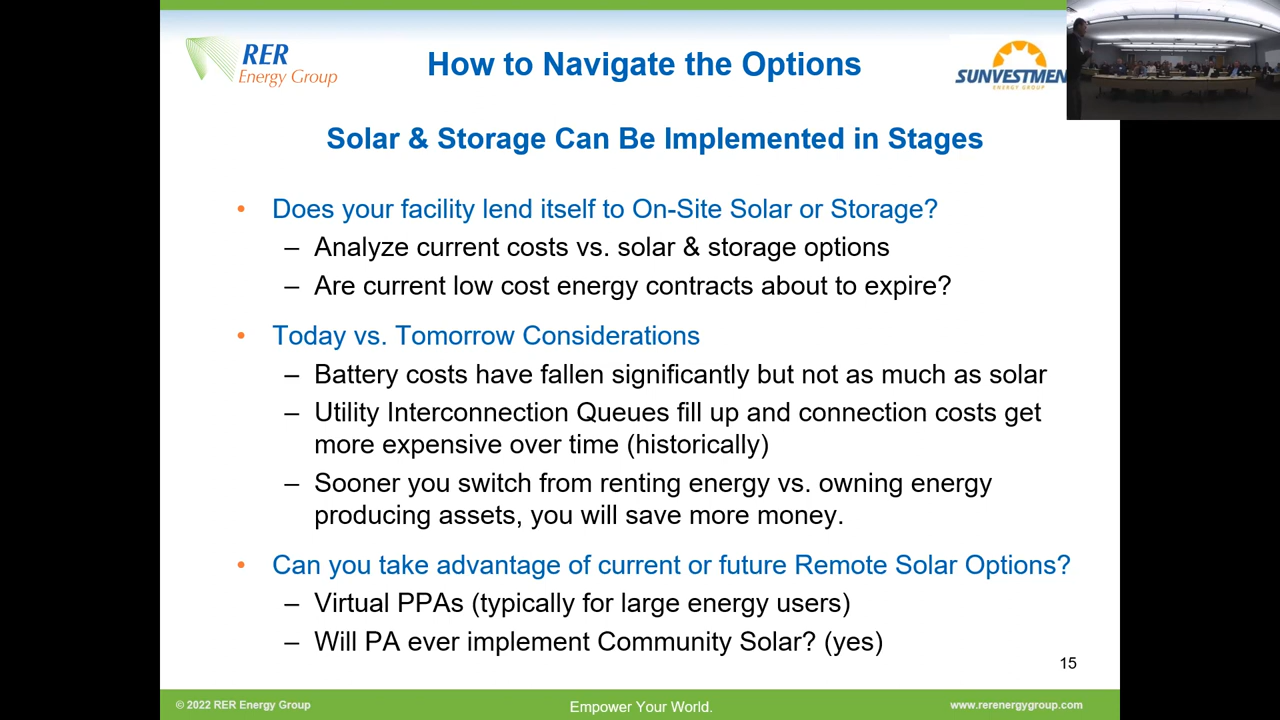 RER
Energy Group
How to Navigate the Options
SUNVESTMEN
ENERGY GROUP
Solar & Storage Can Be Implemented in Stages
• Does your facility lend itself to On-Site Solar or Storage?
– Analyze current costs vs. solar & storage options
– Are current low cost energy contracts about to expire?
• Today vs. Tomorrow Considerations
– Battery costs have fallen significantly but not as much as solar
– Utility Interconnection Queues fill up and connection costs get
more expensive over time (historically)
– Sooner you switch from renting energy vs. owning energy
producing assets, you will save more money.
• Can you take advantage of current or future Remote Solar Options?
– Virtual PPAs (typically for large energy users)
– Will PA ever implement Community Solar? (yes)
15
© 2022 RER Energy Group
Empower Your World.
www.rerenergygroup.com